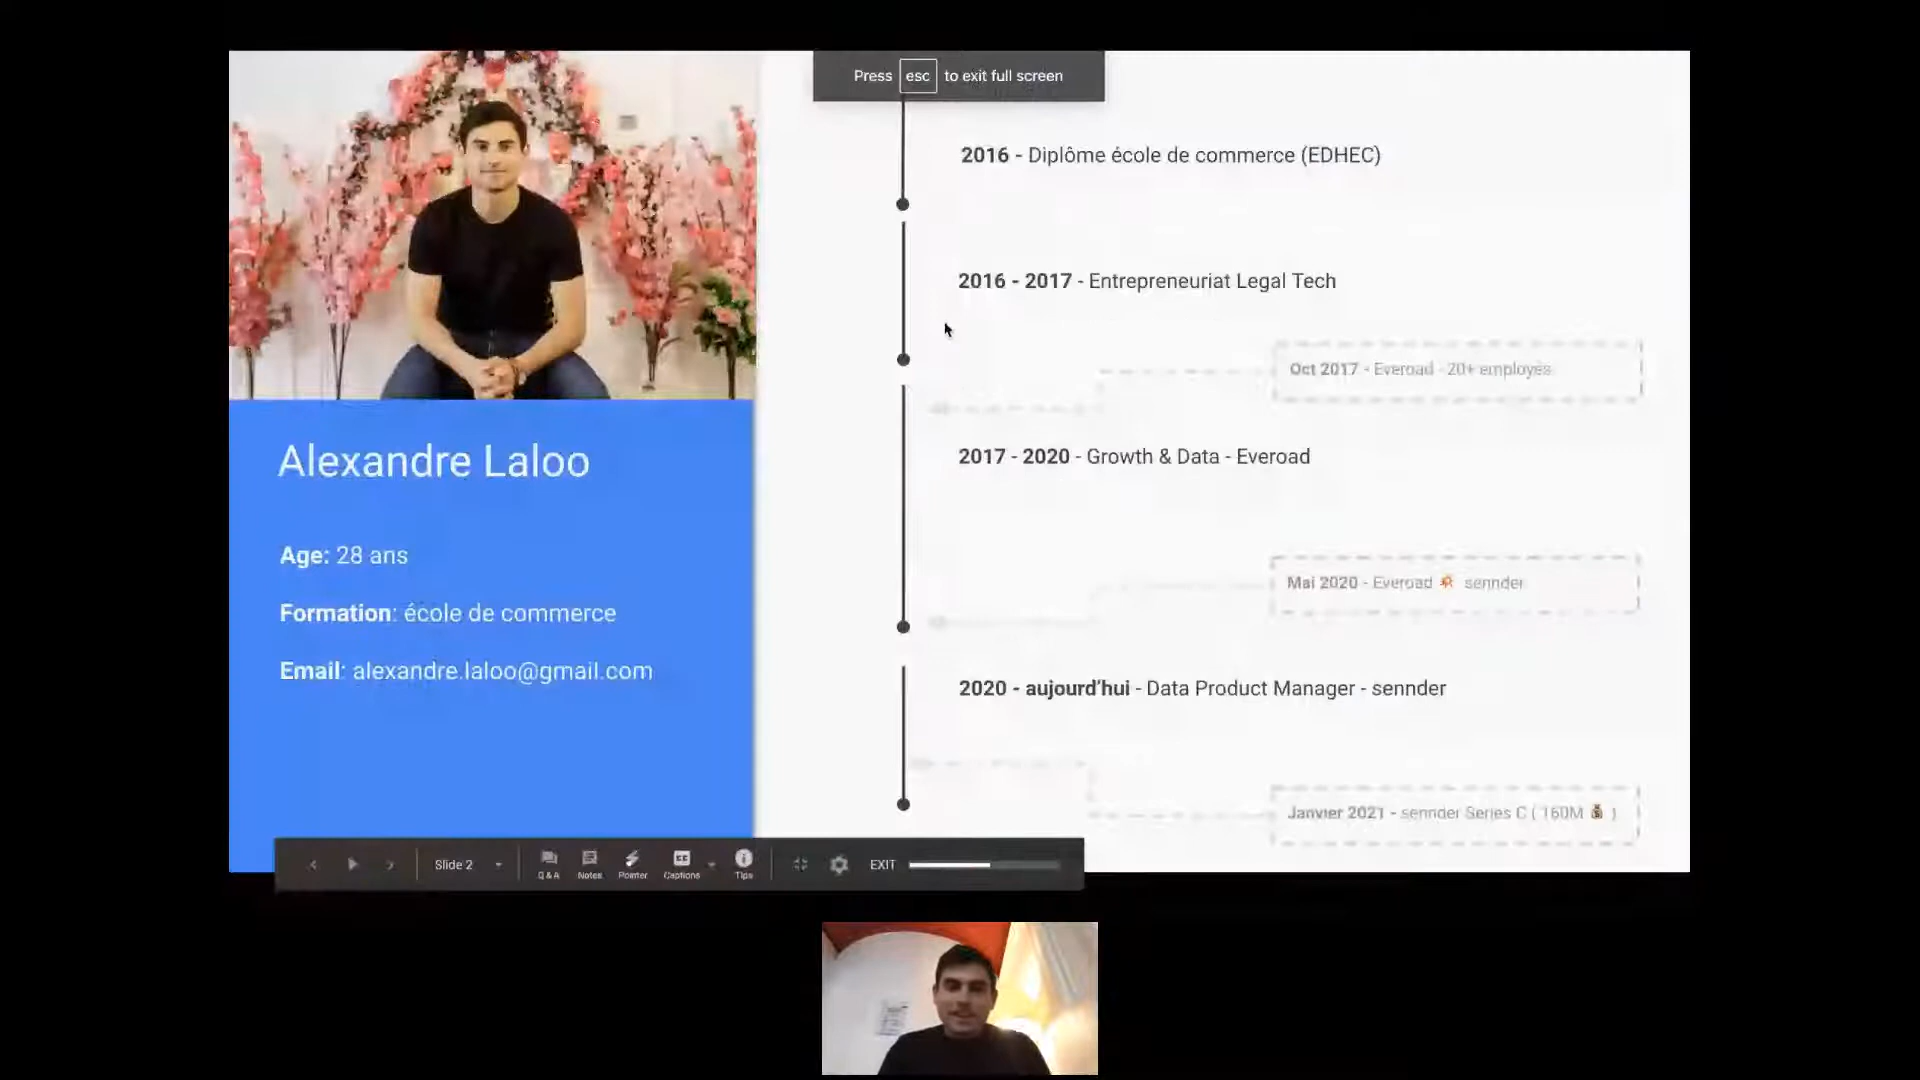 Press esc to exit full screen
2016 - Diplôme école de commerce (EDHEC)
2016 - 2017 - Entrepreneuriat Legal Tech
Oct 2017 - Everoad - 20+ employés
2017 - 2020 - Growth & Data - Everoad
Mai 2020 - Everoad 💥 sennder
2020 - aujourd'hui - Data Product Manager - sennder
Janvier 2021 - sennder Series C ( 160M 💰 )
Alexandre Laloo
Age: 28 ans
Formation: école de commerce
Email: alexandre.laloo@gmail.com
Slide 2
Q & A
Notes
Pointer
CC
Captions
Tips
EXIT